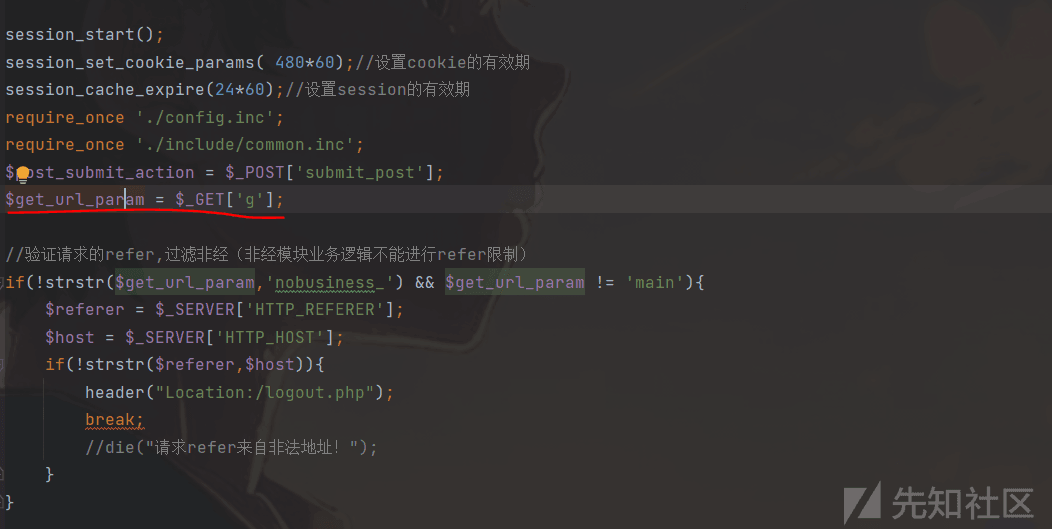 session_start();
session_set_cookie_params( 480*60);//设置cookie的有效期
session_cache_expire(24*60);//设置session的有效期
require_once './config.inc';
require_once './include/common.inc';
$post_submit_action = $_POST['submit_post'];
$get_url_param = $_GET['g'];
//验证请求的refer,过滤非经（非经模块业务逻辑不能进行refer限制）
if(!strstr($get_url_param,'nobusiness_') && $get_url_param != 'main'){
$referer = $_SERVER['HTTP_REFERER'];
$host = $_SERVER['HTTP_HOST'];
if(!strstr($referer,$host)){
header("Location:/logout.php");
break;
//die("请求refer来自非法地址！");
}
}
先知社区